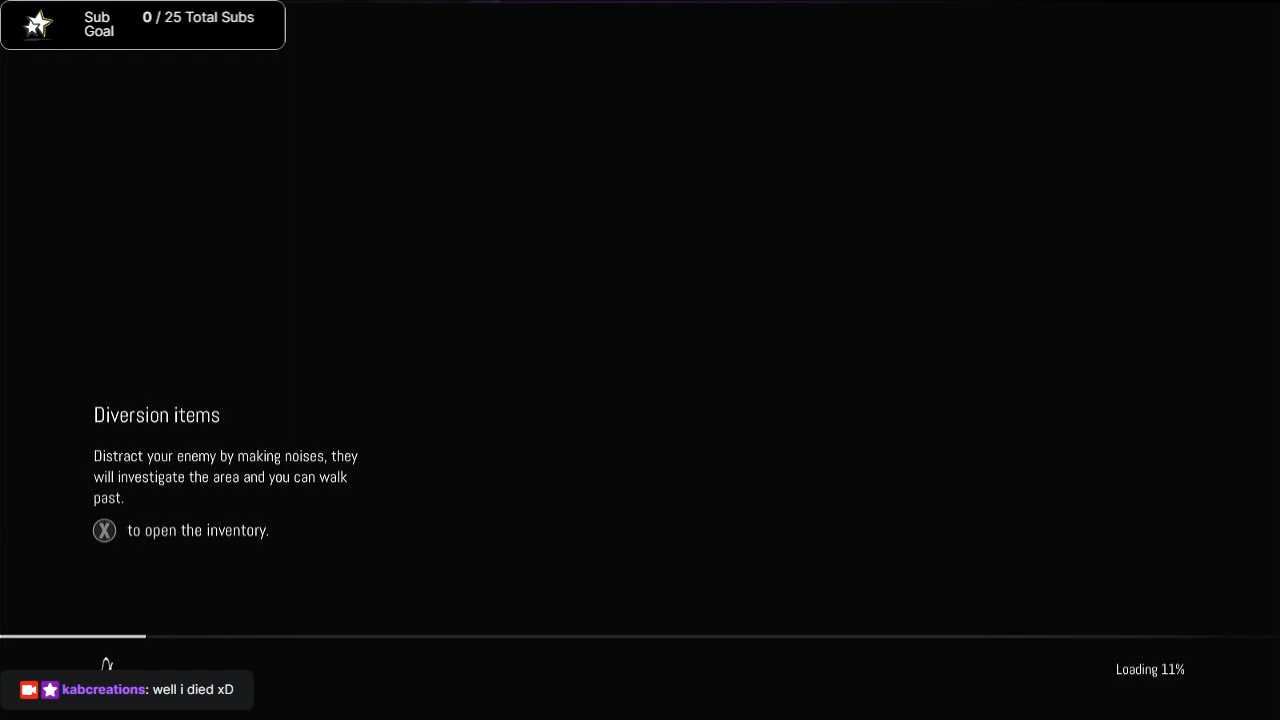 Sub
Goal
0 / 25 Total Subs
Diversion items
Distract your enemy by making noises, they
will investigate the area and you can walk
past.
X to open the inventory.
Loading 11%
kabcreations: well i died xD